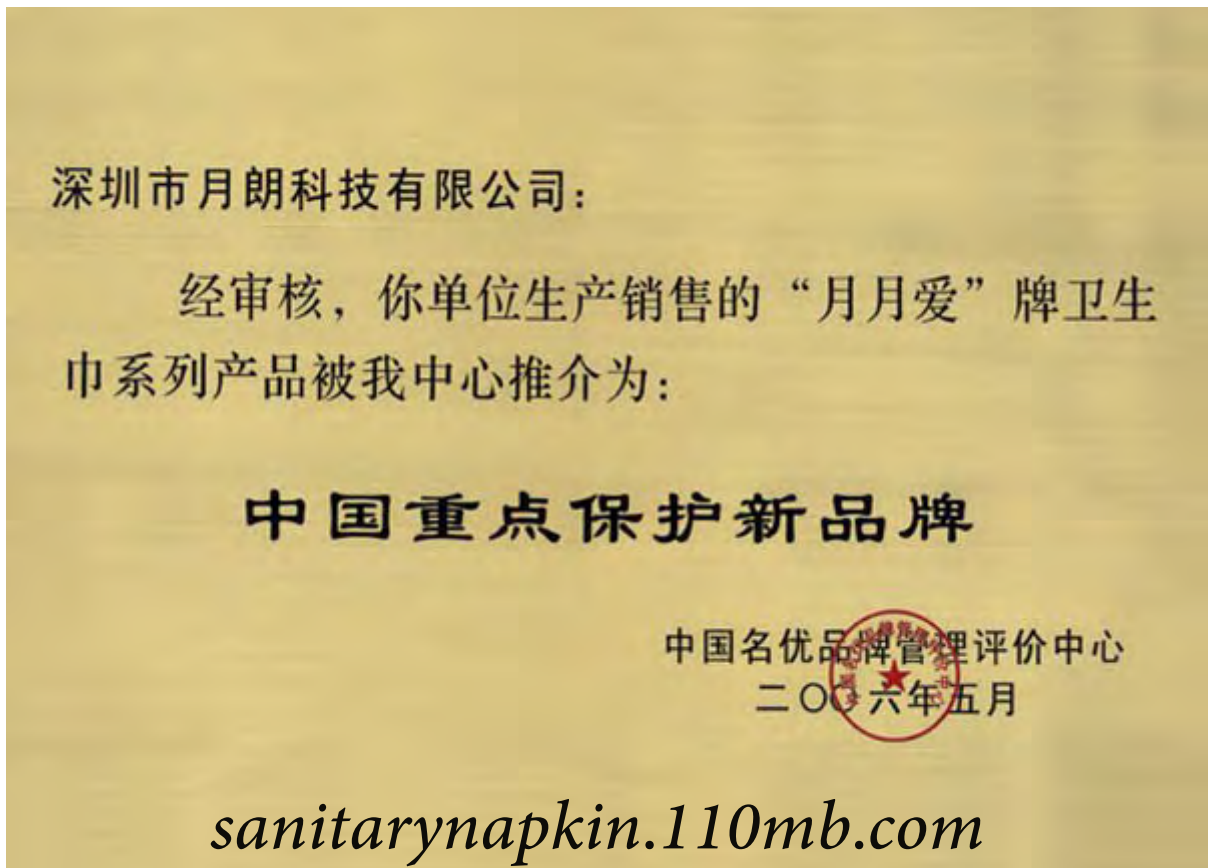 深圳市月朗科技有限公司：
经审核，你单位生产销售的“月月爱”牌卫生
巾系列产品被我中心推介为：
中国重点保护新品牌
中国名优品牌管理评价中心
二〇〇六年五月
sanitarynapkin.110mb.com